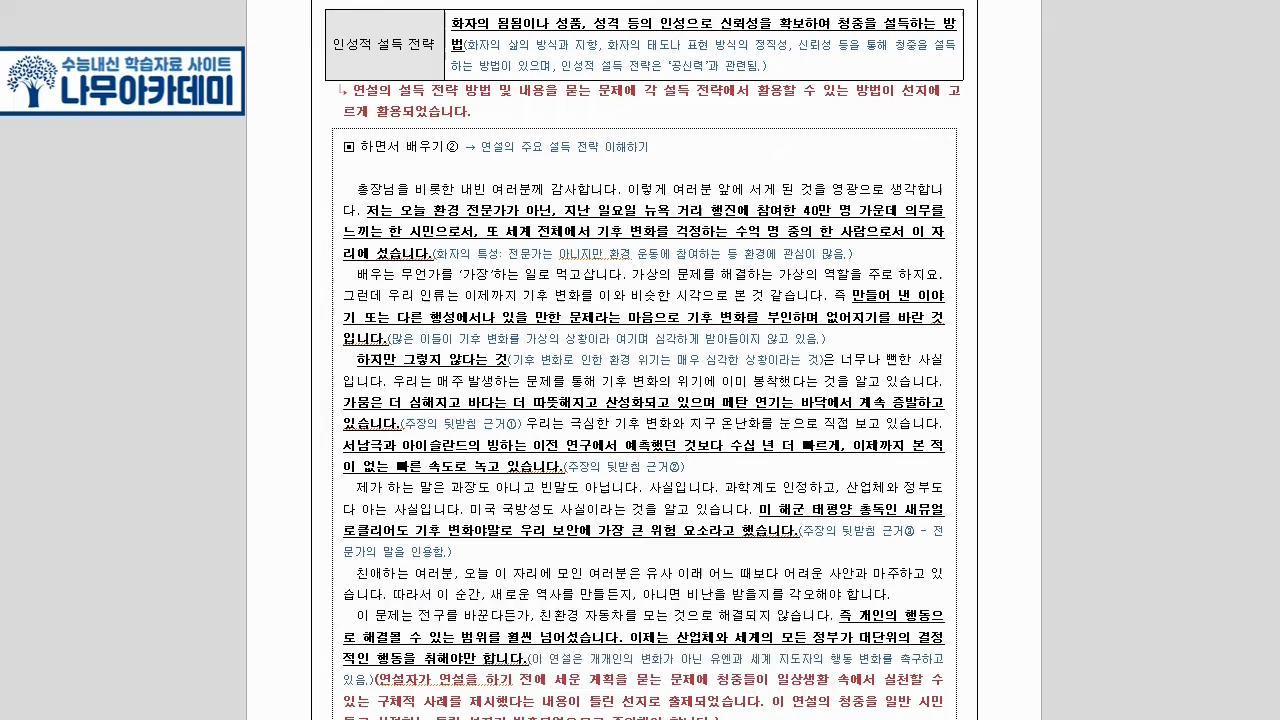 인성적 설득 전략
화자의 됨됨이나 성품, 성격 등의 인성으로 신뢰성을 확보하여 청중을 설득하는 방
법(화자의 삶의 방식과 지향, 화자의 태도나 표현 방식의 정직성, 신뢰성 등을 통해 청중을 설득
하는 방법이 있으며, 인성적 설득 전략은 '공신력'과 관련됨.)
수능내신 학습자료 사이트
나무아카데미
↳ 연설의 설득 전략 방법 및 내용을 묻는 문제에 각 설득 전략에서 활용할 수 있는 방법이 선지에 고
르게 활용되었습니다.
▣ 하면서 배우기② → 연설의 주요 설득 전략 이해하기
총장님을 비롯한 내빈 여러분께 감사합니다. 이렇게 여러분 앞에 서게 된 것을 영광으로 생각합니
다. 저는 오늘 환경 전문가가 아닌, 지난 일요일 뉴욕 거리 행진에 참여한 40만 명 가운데 의무를
느끼는 한 시민으로서, 또 세계 전체에서 기후 변화를 걱정하는 수억 명 중의 한 사람으로서 이 자
리에 섰습니다.(화자의 특성: 전문가는 아니지만 환경 운동에 참여하는 등 환경에 관심이 많음.)
배우는 무언가를 '가장'하는 일로 먹고삽니다. 가상의 문제를 해결하는 가상의 역할을 주로 하지요.
그런데 우리 인류는 이제까지 기후 변화를 이와 비슷한 시각으로 본 것 같습니다. 즉 만들어 낸 이야
기 또는 다른 행성에서나 있을 만한 문제라는 마음으로 기후 변화를 부인하며 없어지기를 바란 것
입니다.(많은 이들이 기후 변화를 가상의 상황이라 여기며 심각하게 받아들이지 않고 있음.)
하지만 그렇지 않다는 것(기후 변화로 인한 환경 위기는 매우 심각한 상황이라는 것)은 너무나 뻔한 사실
입니다. 우리는 매주 발생하는 문제를 통해 기후 변화의 위기에 이미 봉착했다는 것을 알고 있습니다.
가뭄은 더 심해지고 바다는 더 따뜻해지고 산성화되고 있으며 메탄 연기는 바닥에서 계속 증발하고
있습니다.(주장의 뒷받침 근거①) 우리는 극심한 기후 변화와 지구 온난화를 눈으로 직접 보고 있습니다.
서남극과 아이슬란드의 빙하는 이전 연구에서 예측했던 것보다 수십 년 더 빠르게, 이제까지 본 적
이 없는 빠른 속도로 녹고 있습니다.(주장의 뒷받침 근거②)
제가 하는 말은 과장도 아니고 빈말도 아닙니다. 사실입니다. 과학계도 인정하고, 산업체와 정부도
다 아는 사실입니다. 미국 국방성도 사실이라는 것을 알고 있습니다. 미 해군 태평양 총독인 새뮤얼
로클리어도 기후 변화야말로 우리 보안에 가장 큰 위험 요소라고 했습니다.(주장의 뒷받침 근거③ - 전
문가의 말을 인용함.)
친애하는 여러분, 오늘 이 자리에 모인 여러분은 유사 이래 어느 때보다 어려운 사안과 마주하고 있
습니다. 따라서 이 순간, 새로운 역사를 만들든지, 아니면 비난을 받을지를 각오해야 합니다.
이 문제는 전구를 바꾼다든가, 친환경 자동차를 모는 것으로 해결되지 않습니다. 즉 개인의 행동으
로 해결볼 수 있는 범위를 훨씬 넘어섰습니다. 이제는 산업체와 세계의 모든 정부가 대단위의 결정
적인 행동을 취해야만 합니다.(이 연설은 개개인의 변화가 아닌 유엔과 세계 지도자의 행동 변화를 촉구하고
있음.)(연설자가 연설을 하기 전에 세운 계획을 묻는 문제에 청중들이 일상생활 속에서 실천할 수
있는 구체적 사례를 제시했다는 내용이 틀린 선지로 출제되었습니다. 이 연설의 청중을 일반 시민